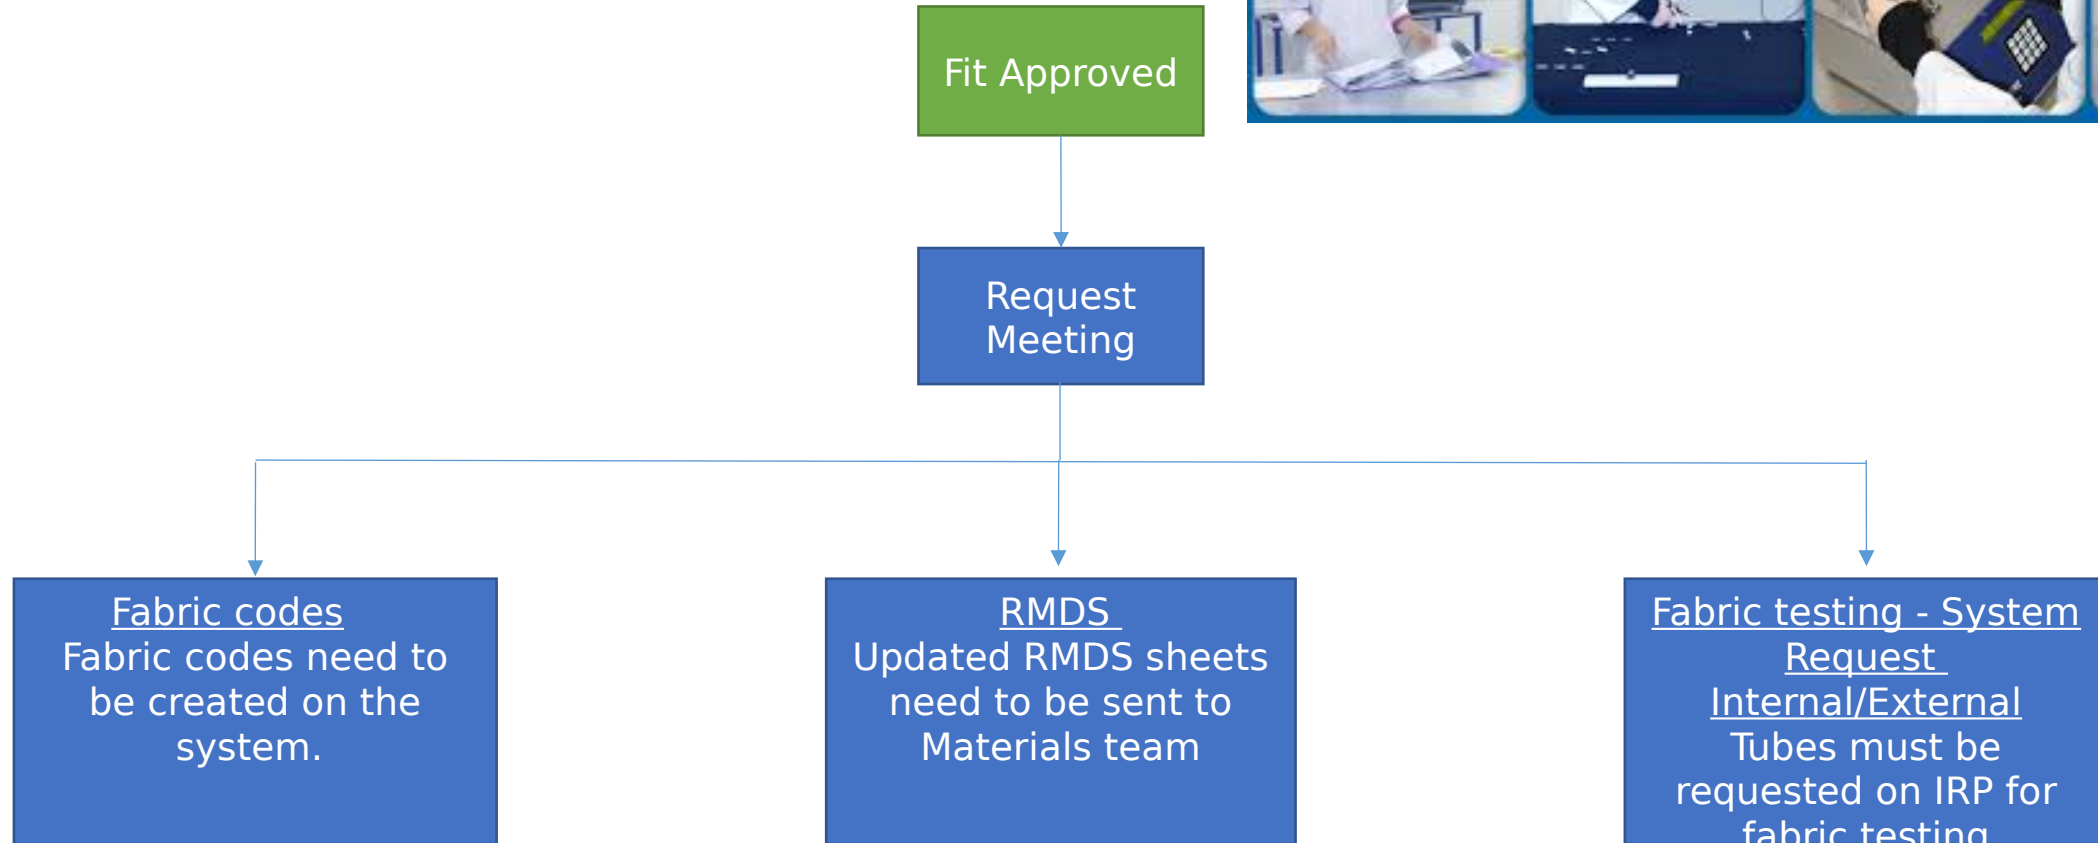 Fit Approved
Request
Meeting
Fabric codes
Fabric codes need to
be created on the
system.
RMDS
Updated RMDS sheets
need to be sent to
Materials team
Fabric testing - System
Request
Internal/External
Tubes must be
requested on IRP for
fabric testing